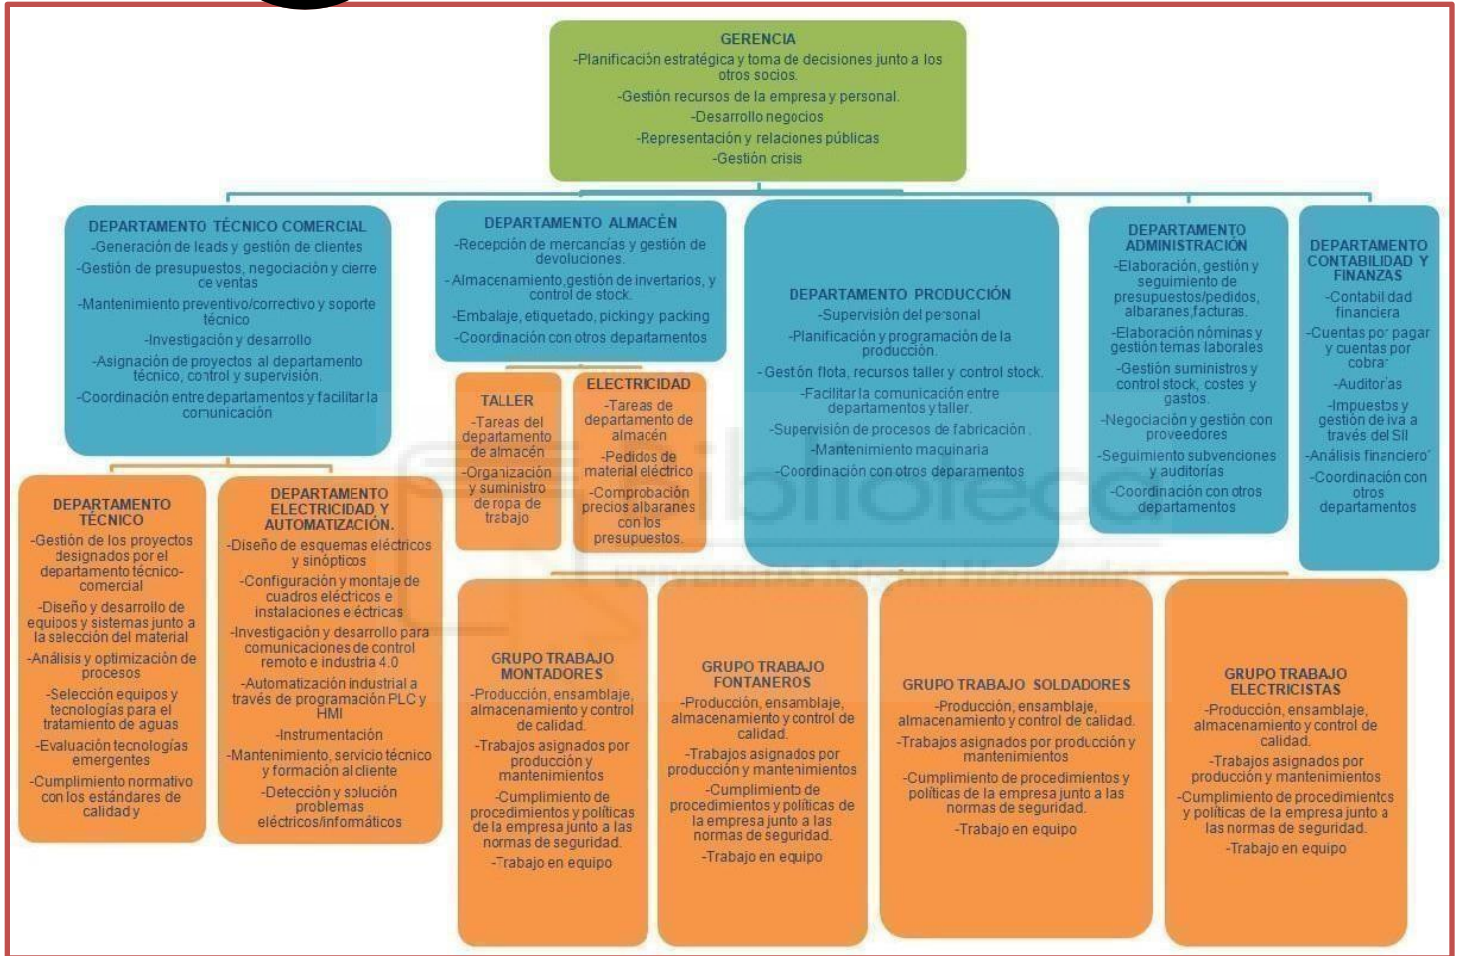 GERENCIA
-Planificación estratégica y toma de decisiones junto a los
otros socios.
-Gestión recursos de la empresa y personal.
-Desarrollo negocios
-Representación y relaciones públicas
-Gestión crisis
DEPARTAMENTO TÉCNICO COMERCIAL
-Generación de leads y gestión de clientes
-Gestión de presupuestos, negociación y cierre
de ventas
-Mantenimiento preventivo/correctivo y soporte
técnico
-Investigación y desarrollo
-Asignación de proyectos al departamento
técnico, control y supervisión.
-Coordinación entre departamentos y facilitar la
comunicación
DEPARTAMENTO ALMACÉN
-Recepción de mercancías y gestión de
devoluciones.
-Almacenamiento,gestión de invertarios, y
control de stock.
-Embalaje, etiquetado, picking y packing
-Coordinación con otros departamentos
DEPARTAMENTO PRODUCCIÓN
-Supervisión del personal
-Planificación y programación de la
producción.
-Gestión flota, recursos taller y control stock.
-Facilitar la comunicación entre
departamentos y taller.
-Supervisión de procesos de fabricación .
-Mantenimiento maquinaria
-Coordinación con otros deparamentos
DEPARTAMENTO
ADMINISTRACIÓN
-Elaboración, gestión y
seguimiento de
presupuestos/pedidos,
albaranes,facturas.
-Elaboración nóminas y
gestión temas laborales
-Gestión suministros y
control stock, costes y
gastos.
-Negociación y gestión con
proveedores
-Seguimiento subvenciones
y auditorías
-Coordinación con otros
departamentos
DEPARTAMENTO
CONTABILIDAD Y
FINANZAS
-Contabilidad
financiera
-Cuentas por pagar
y cuentas por
cobrar
-Auditorías
-Impuestos y
gestión de iva a
través del SII
-Análisis financiero
-Coordinación con
otros
departamentos
TALLER
-Tareas del
departamento
de almacén
-Organización
y suministro
de ropa de
trabajo
ELECTRICIDAD
-Tareas de
departamento de
almacén
-Pedidos de
material eléctrico
-Comprobación
precios albaranes
con los
presupuestos.
DEPARTAMENTO
TÉCNICO
-Gestión de los proyectos
designados por el
departamento técnico-
comercial
-Diseño y desarrollo de
equipos y sistemas junto a
la selección del material
-Análisis y optimización de
procesos
-Selección equipos y
tecnologías para el
tratamiento de aguas
-Evaluación tecnologías
emergentes
-Cumplimiento normativo
con los estándares de
calidad y
DEPARTAMENTO
ELECTRICIDAD Y
AUTOMATIZACIÓN.
-Diseño de esquemas eléctricos
y sinópticos
-Configuración y montaje de
cuadros eléctricos e
instalaciones eléctricas
-Investigación y desarrollo para
comunicaciones de control
remoto e industria 4.0
-Automatización industrial a
través de programación PLC y
HMI
-Instrumentación
-Mantenimiento, servicio técnico
y formación al cliente
-Detección y solución
problemas
eléctricos/informáticos
GRUPO TRABAJO
MONTADORES
-Producción, ensamblaje,
almacenamiento y control
de calidad.
-Trabajos asignados por
producción y
mantenimientos
-Cumplimiento de
procedimientos y políticas
de la empresa junto a las
normas de seguridad.
-Trabajo en equipo
GRUPO TRABAJO
FONTANEROS
-Producción, ensamblaje,
almacenamiento y control de
calidad.
-Trabajos asignados por
producción y mantenimientos
-Cumplimiento de
procedimientos y políticas de
la empresa junto a las
normas de seguridad.
-Trabajo en equipo
GRUPO TRABAJO SOLDADORES
-Producción, ensamblaje,
almacenamiento y control de calidad.
-Trabajos asignados por producción y
mantenimientos
-Cumplimiento de procedimientos y
políticas de la empresa junto a las
normas de seguridad.
-Trabajo en equipo
GRUPO TRABAJO
ELECTRICISTAS
-Producción, ensamblaje,
almacenamiento y control de
calidad.
-Trabajos asignados por
producción y mantenimientos
-Cumplimiento de procedimientos
y políticas de la empresa junto a
las normas de seguridad.
-Trabajo en equipo
Biblioteca